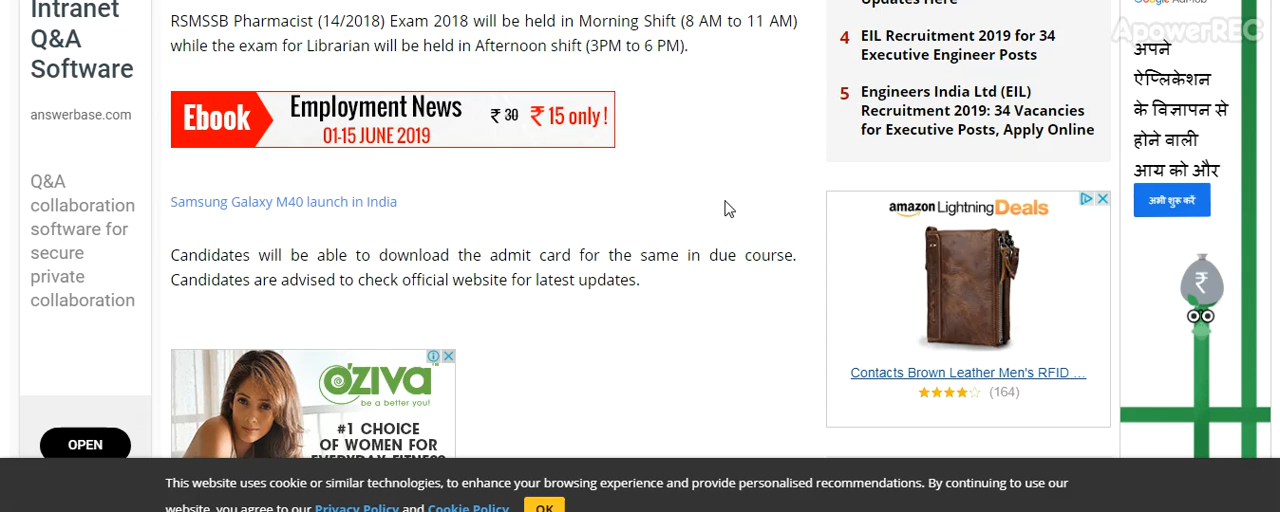 Intranet
Q&A
Software
answerbase.com
Q&A
collaboration
software for
secure
private
collaboration
OPEN
RSMSSB Pharmacist (14/2018) Exam 2018 will be held in Morning Shift (8 AM to 11 AM)
while the exam for Librarian will be held in Afternoon shift (3PM to 6 PM).
Ebook
Employment News
01-15 JUNE 2019
₹ 30
₹ 15 only !
Samsung Galaxy M40 launch in India
Candidates will be able to download the admit card for the same in due course.
Candidates are advised to check official website for latest updates.
OZIVA™
be a better you!
#1 CHOICE
OF WOMEN FOR
EVERYDAY FITNESS
Updates Here
4 EIL Recruitment 2019 for 34
Executive Engineer Posts
5 Engineers India Ltd (EIL)
Recruitment 2019: 34 Vacancies
for Executive Posts, Apply Online
amazon Lightning Deals
Contacts Brown Leather Men's RFID ...
(164)
Google AdMob
ApowerREC
अपने
ऐप्लिकेशन
के विज्ञापन से
होने वाली
आय को और
अभी शुरू करें
₹
This website uses cookie or similar technologies, to enhance your browsing experience and provide personalised recommendations. By continuing to use our
website, you agree to our Privacy Policy and Cookie Policy.
OK